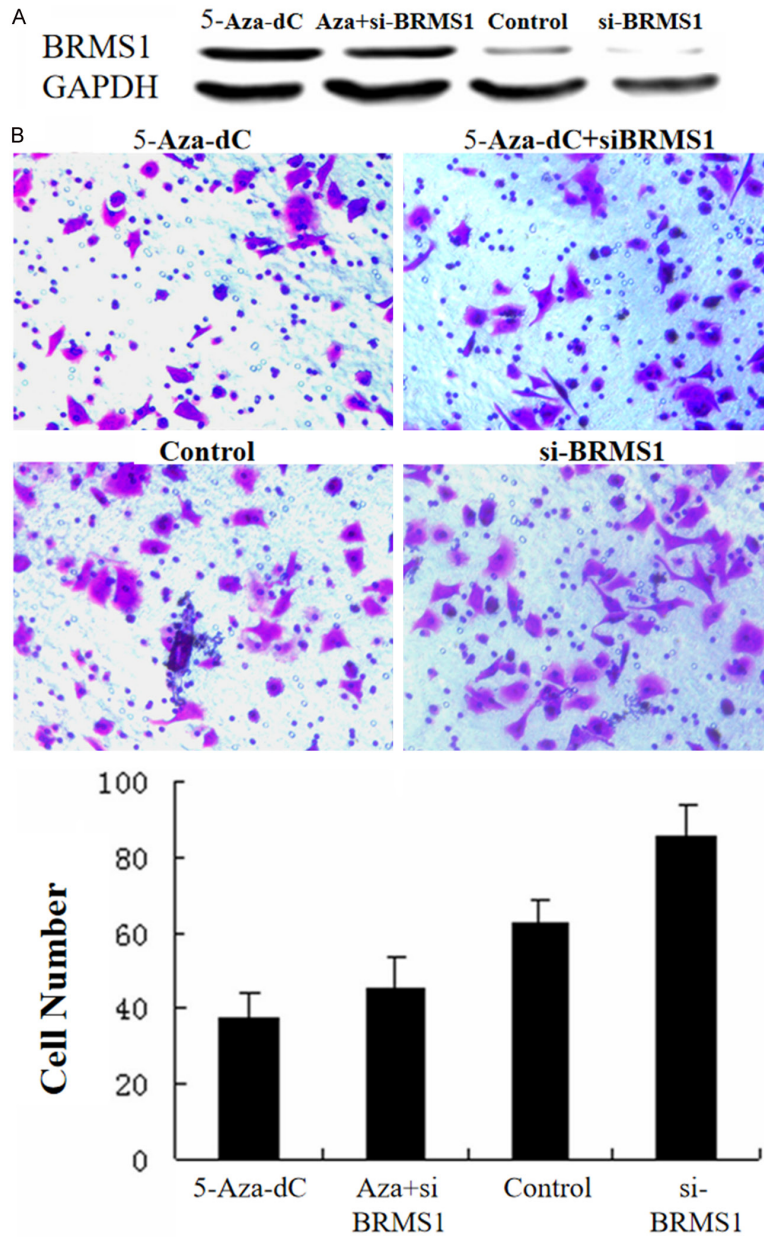 A
5-Aza-dC Aza+si-BRMS1 Control si-BRMS1
BRMS1
GAPDH
B
5-Aza-dC
5-Aza-dC+siBRMS1
Control
si-BRMS1
100
80
60
40
20
0
Cell Number
5-Aza-dC
Aza+si
BRMS1
Control
si-
BRMS1